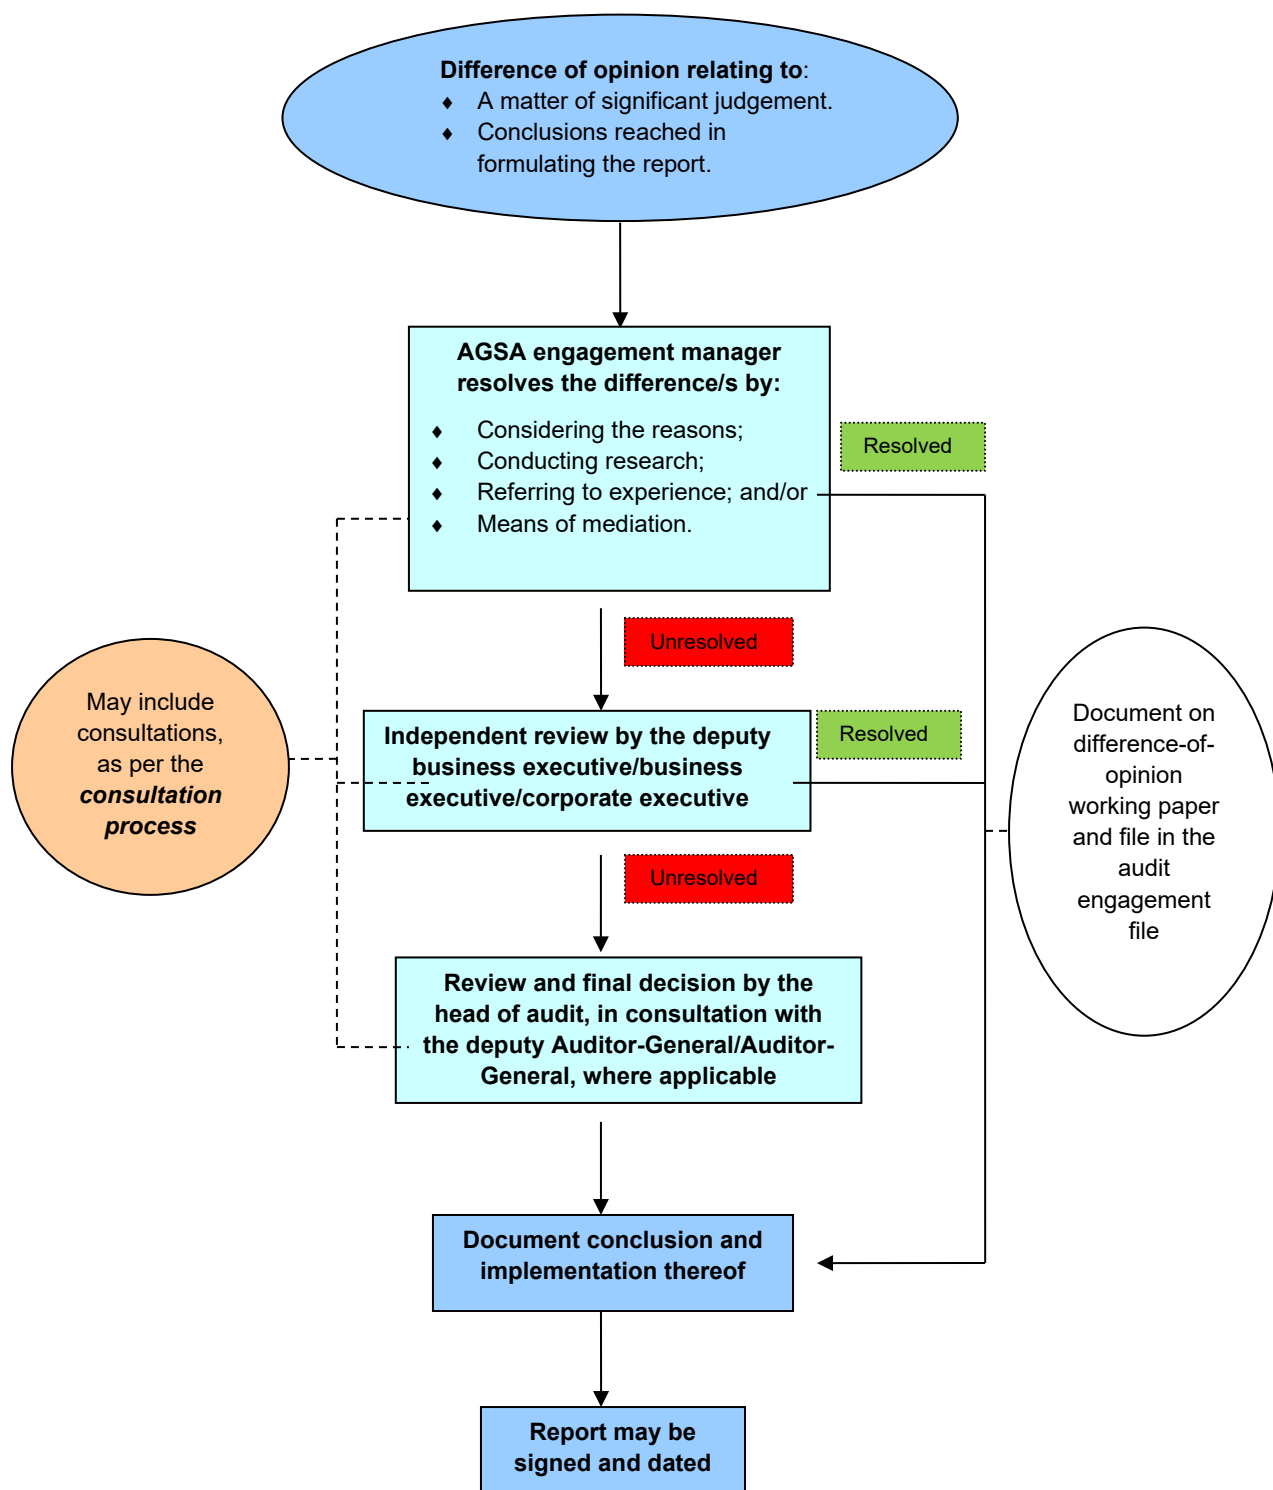 Difference of opinion relating to:
♦ A matter of significant judgement.
♦ Conclusions reached in
formulating the report.
AGSA engagement manager
resolves the difference/s by:
♦ Considering the reasons;
♦ Conducting research;
♦ Referring to experience; and/or
♦ Means of mediation.
Resolved
Unresolved
May include
consultations,
as per the
consultation
process
Independent review by the deputy
business executive/business
executive/corporate executive
Resolved
Document on
difference-of-
opinion
working paper
and file in the
audit
engagement
file
Unresolved
Review and final decision by the
head of audit, in consultation with
the deputy Auditor-General/Auditor-
General, where applicable
Document conclusion and
implementation thereof
Report may be
signed and dated